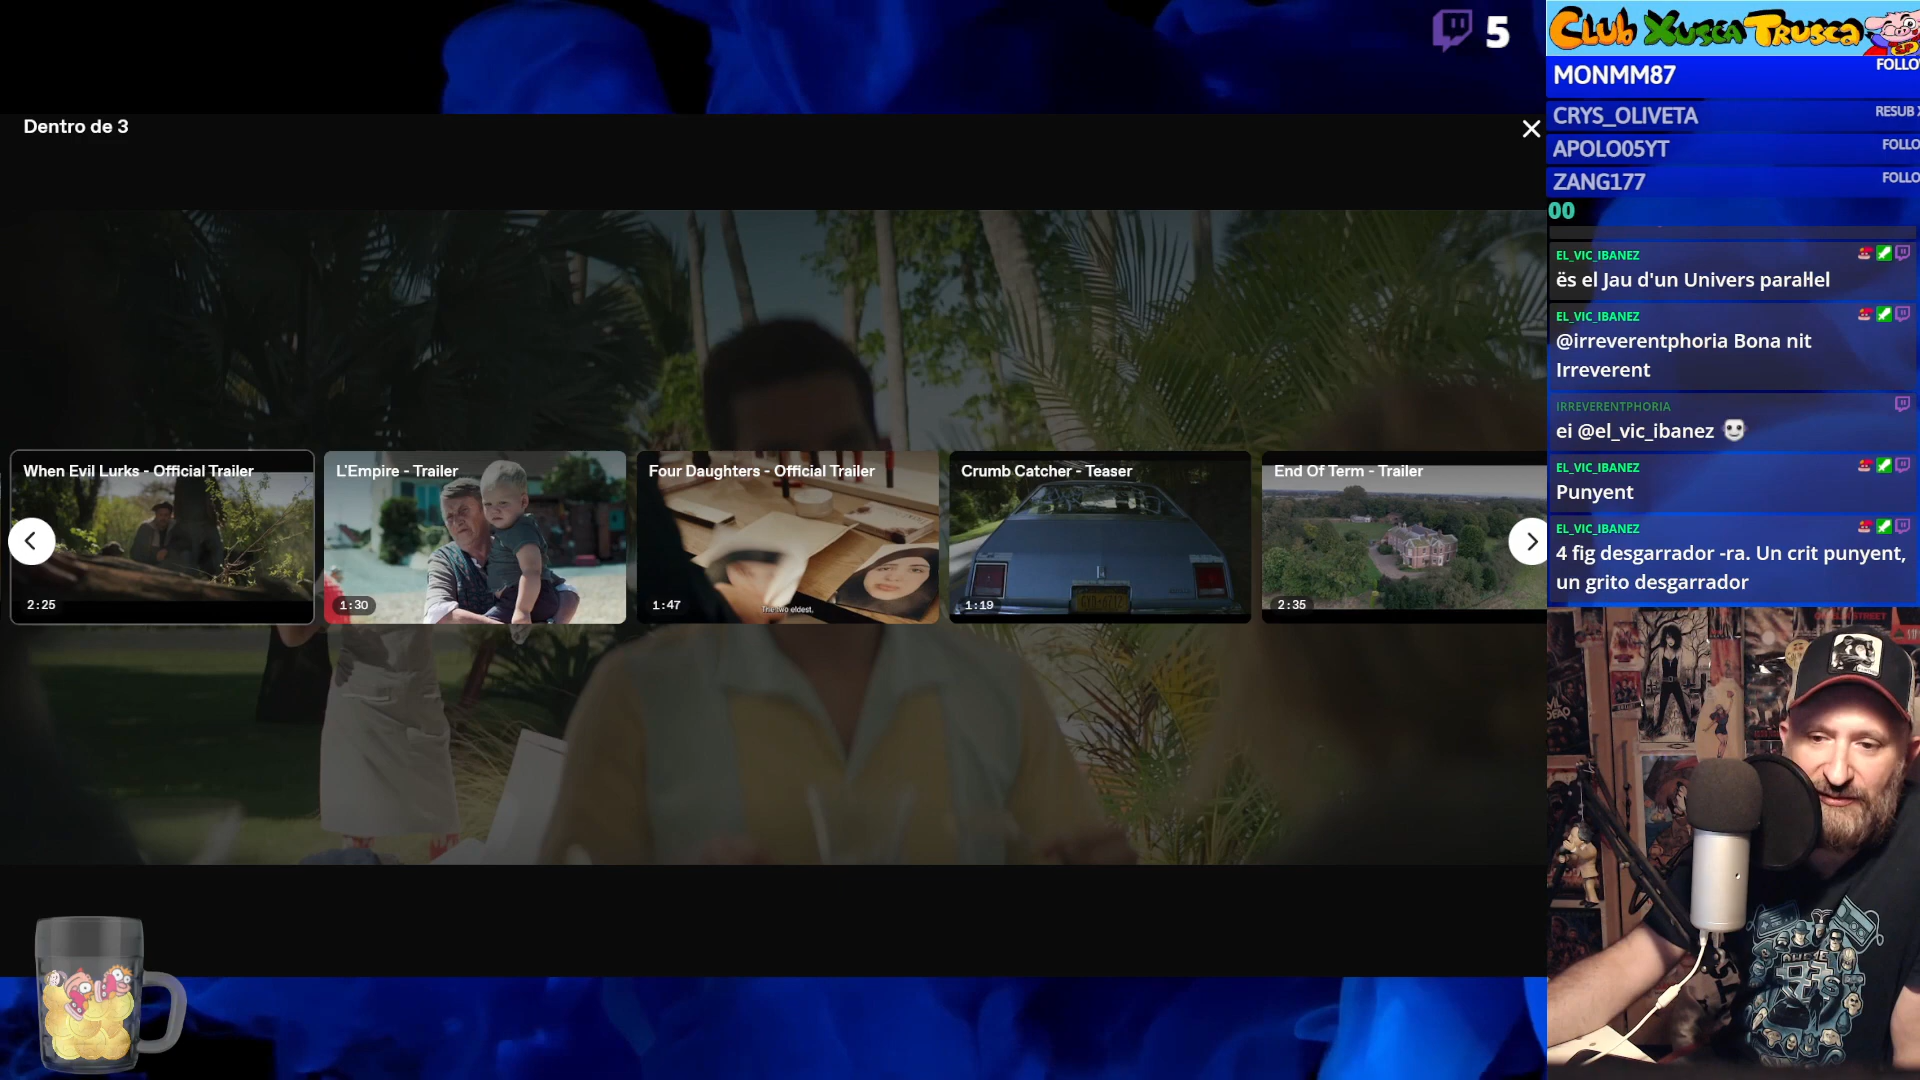 5
Club Xusca Trusca
Dentro de 3
MONMM87 FOLLO
CRYS_OLIVETA RESUB X
APOLO05YT FOLLO
ZANG177 FOLLO
00
EL_VIC_IBANEZ
ës el Jau d'un Univers paraŀlel
EL_VIC_IBANEZ
@irreverentphoria Bona nit
Irreverent
IRREVERENTPHORIA
ei @el_vic_ibanez
EL_VIC_IBANEZ
Punyent
EL_VIC_IBANEZ
4 fig desgarrador -ra. Un crit punyent,
un grito desgarrador
When Evil Lurks - Official Trailer
2:25
L'Empire - Trailer
1:30
Four Daughters - Official Trailer
The two eldest,
1:47
Crumb Catcher - Teaser
1:19
End Of Term - Trailer
2:35